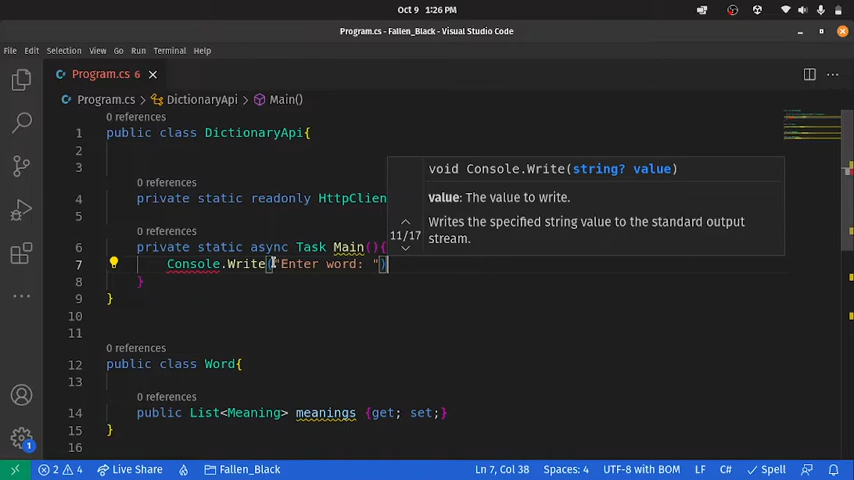 Oct 9 1:26 PM
Program.cs - Fallen_Black - Visual Studio Code
File Edit Selection View Go Run Terminal Help
Program.cs 6
Program.cs > DictionaryApi > Main()
0 references
1 public class DictionaryApi{
2
3
0 references
4 private static readonly HttpClient
5
0 references
6 private static async Task Main(){
7 Console.Write("Enter word: ")
8 }
9 }
10
11
0 references
12 public class Word{
13
0 references
14 public List<Meaning> meanings {get; set;}
15 }
16
void Console.Write(string? value)
value: The value to write.
11/17
Writes the specified string value to the standard output
stream.
1
2 4 Live Share Fallen_Black Ln 7, Col 38 Spaces: 4 UTF-8 with BOM LF C# Spell